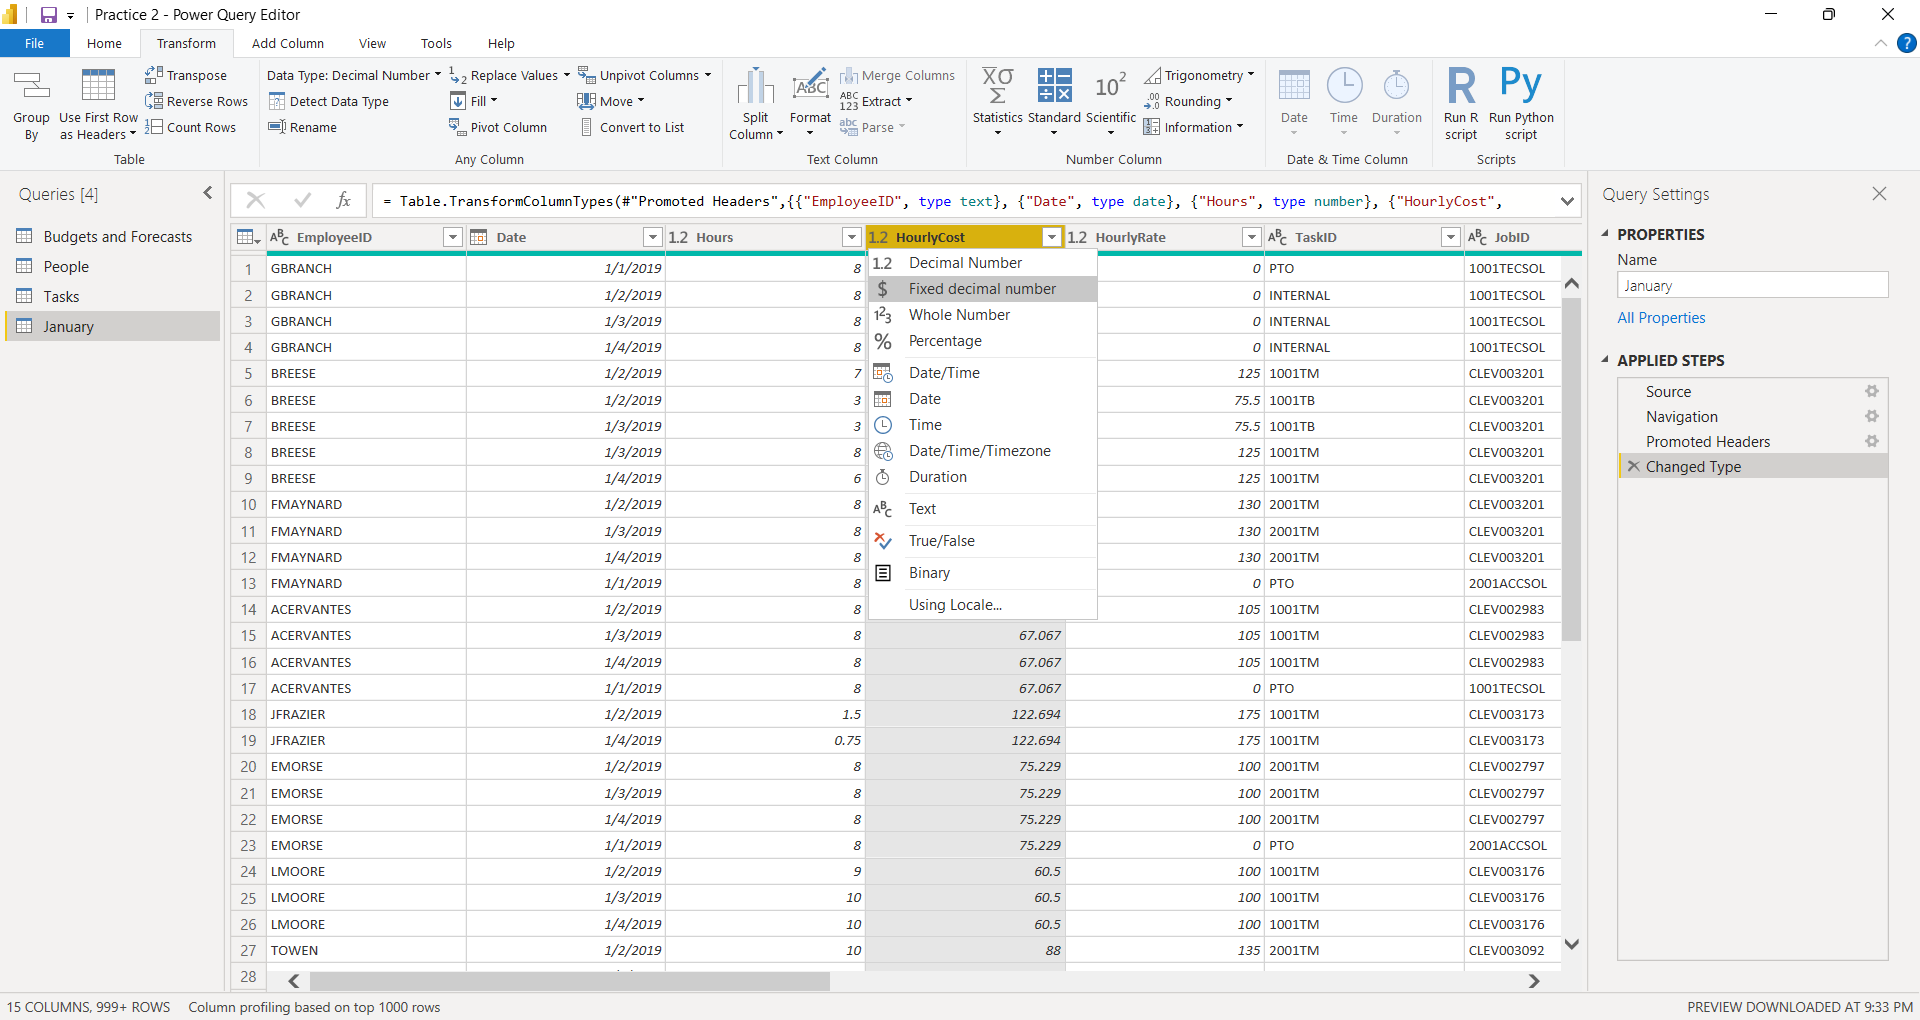 Practice 2 - Power Query Editor
File Home Transform Add Column View Tools Help
Group By
Use First Row as Headers
Transpose
Reverse Rows
Count Rows
Table
Data Type: Decimal Number
Detect Data Type
Rename
Replace Values
Fill
Pivot Column
Unpivot Columns
Move
Convert to List
Any Column
Split Column
Format
Merge Columns
Extract
Parse
Text Column
Statistics
Standard
Scientific
Trigonometry
Rounding
Information
Number Column
Date
Time
Duration
Date & Time Column
Run R script
Run Python script
Scripts
Queries [4]
Budgets and Forecasts
People
Tasks
January
fx = Table.TransformColumnTypes(#"Promoted Headers",{{"EmployeeID", type text}, {"Date", type date}, {"Hours", type number}, {"HourlyCost",
ABC EmployeeID Date 1.2 Hours 1.2 HourlyCost 1.2 HourlyRate ABC TaskID ABC JobID
1 GBRANCH 1/1/2019 8 0 PTO 1001TECSOL
2 GBRANCH 1/2/2019 8 0 INTERNAL 1001TECSOL
3 GBRANCH 1/3/2019 8 0 INTERNAL 1001TECSOL
4 GBRANCH 1/4/2019 8 0 INTERNAL 1001TECSOL
5 BREESE 1/2/2019 7 125 1001TM CLEV003201
6 BREESE 1/2/2019 3 75.5 1001TB CLEV003201
7 BREESE 1/3/2019 3 75.5 1001TB CLEV003201
8 BREESE 1/3/2019 8 125 1001TM CLEV003201
9 BREESE 1/4/2019 6 125 1001TM CLEV003201
10 FMAYNARD 1/2/2019 8 130 2001TM CLEV003201
11 FMAYNARD 1/3/2019 8 130 2001TM CLEV003201
12 FMAYNARD 1/4/2019 8 130 2001TM CLEV003201
13 FMAYNARD 1/1/2019 8 0 PTO 2001ACCSOL
14 ACERVANTES 1/2/2019 8 105 1001TM CLEV002983
15 ACERVANTES 1/3/2019 8 67.067 105 1001TM CLEV002983
16 ACERVANTES 1/4/2019 8 67.067 105 1001TM CLEV002983
17 ACERVANTES 1/1/2019 8 67.067 0 PTO 1001TECSOL
18 JFRAZIER 1/2/2019 1.5 122.694 175 1001TM CLEV003173
19 JFRAZIER 1/4/2019 0.75 122.694 175 1001TM CLEV003173
20 EMORSE 1/2/2019 8 75.229 100 2001TM CLEV002797
21 EMORSE 1/3/2019 8 75.229 100 2001TM CLEV002797
22 EMORSE 1/4/2019 8 75.229 100 2001TM CLEV002797
23 EMORSE 1/1/2019 8 75.229 0 PTO 2001ACCSOL
24 LMOORE 1/2/2019 9 60.5 100 1001TM CLEV003176
25 LMOORE 1/3/2019 10 60.5 100 1001TM CLEV003176
26 LMOORE 1/4/2019 10 60.5 100 1001TM CLEV003176
27 TOWEN 1/2/2019 10 88 135 2001TM CLEV003092
28
1.2 Decimal Number
$ Fixed decimal number
123 Whole Number
% Percentage
Date/Time
Date
Time
Date/Time/Timezone
Duration
ABC Text
True/False
Binary
Using Locale...
Query Settings
PROPERTIES
Name
January
All Properties
APPLIED STEPS
Source
Navigation
Promoted Headers
Changed Type
15 COLUMNS, 999+ ROWS Column profiling based on top 1000 rows PREVIEW DOWNLOADED AT 9:33 PM